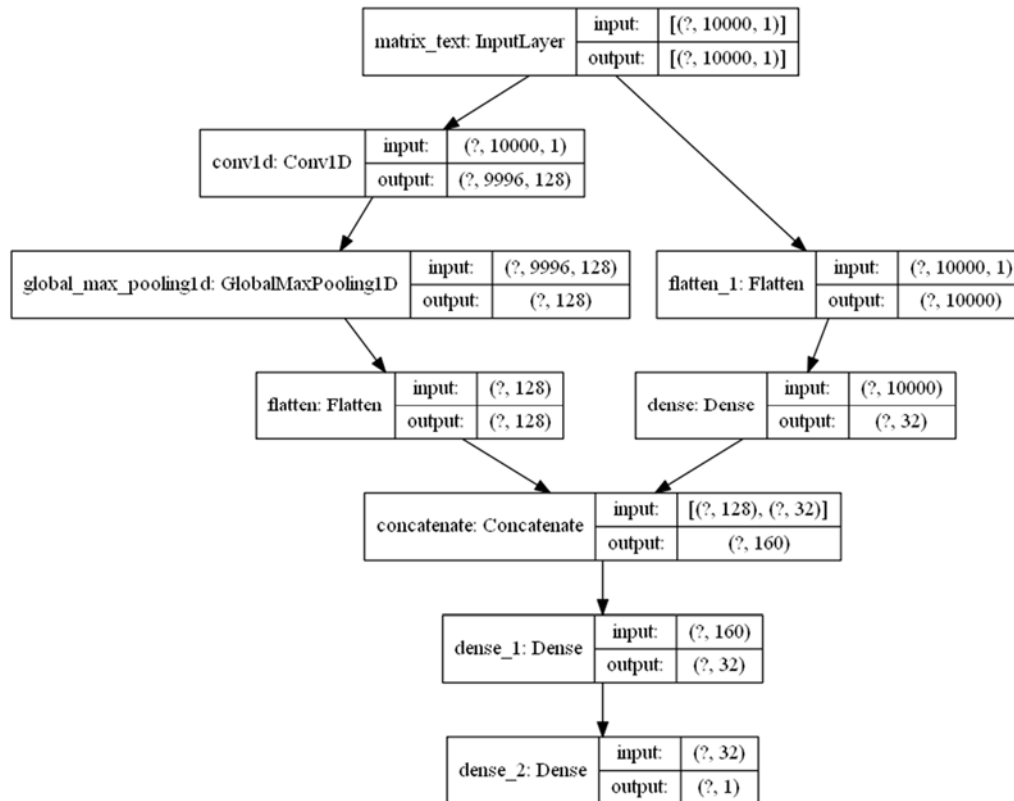 matrix_text: InputLayer input: [(?, 10000, 1)]
output: [(?, 10000, 1)]
conv1d: Conv1D input: (?, 10000, 1)
output: (?, 9996, 128)
global_max_pooling1d: GlobalMaxPooling1D input: (?, 9996, 128)
output: (?, 128)
flatten_1: Flatten input: (?, 10000, 1)
output: (?, 10000)
flatten: Flatten input: (?, 128)
output: (?, 128)
dense: Dense input: (?, 10000)
output: (?, 32)
concatenate: Concatenate input: [(?, 128), (?, 32)]
output: (?, 160)
dense_1: Dense input: (?, 160)
output: (?, 32)
dense_2: Dense input: (?, 32)
output: (?, 1)